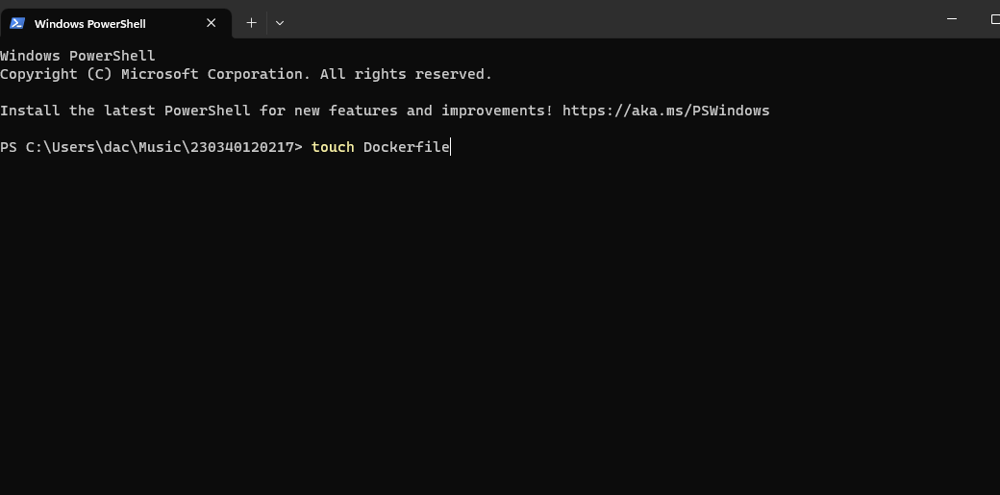 Windows PowerShell
Windows PowerShell
Copyright (C) Microsoft Corporation. All rights reserved.
Install the latest PowerShell for new features and improvements! https://aka.ms/PSWindows
PS C:\Users\dac\Music\230340120217> touch Dockerfile